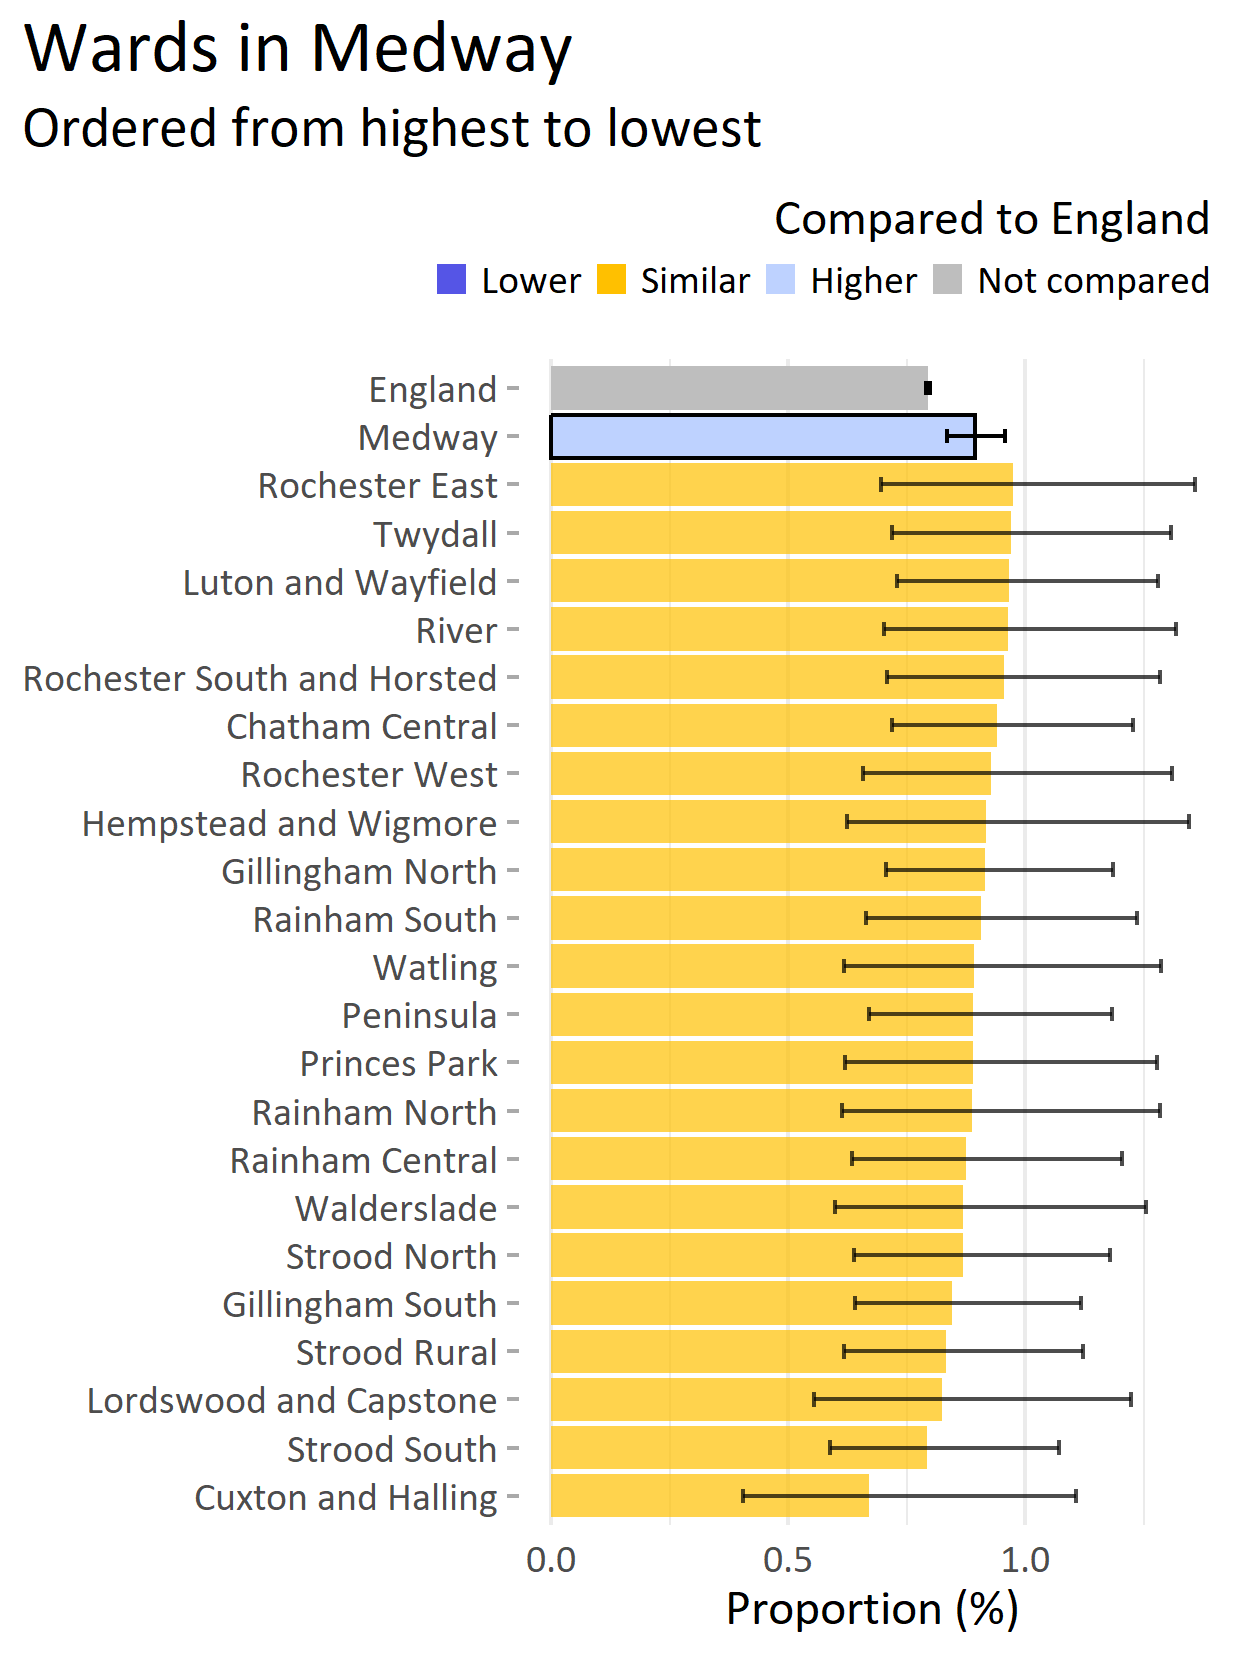 Wards in Medway
Ordered from highest to lowest
Compared to England
Lower Similar Higher Not compared
England
Medway
Rochester East
Twydall
Luton and Wayfield
River
Rochester South and Horsted
Chatham Central
Rochester West
Hempstead and Wigmore
Gillingham North
Rainham South
Watling
Peninsula
Princes Park
Rainham North
Rainham Central
Walderslade
Strood North
Gillingham South
Strood Rural
Lordswood and Capstone
Strood South
Cuxton and Halling
0.0 0.5 1.0
Proportion (%)